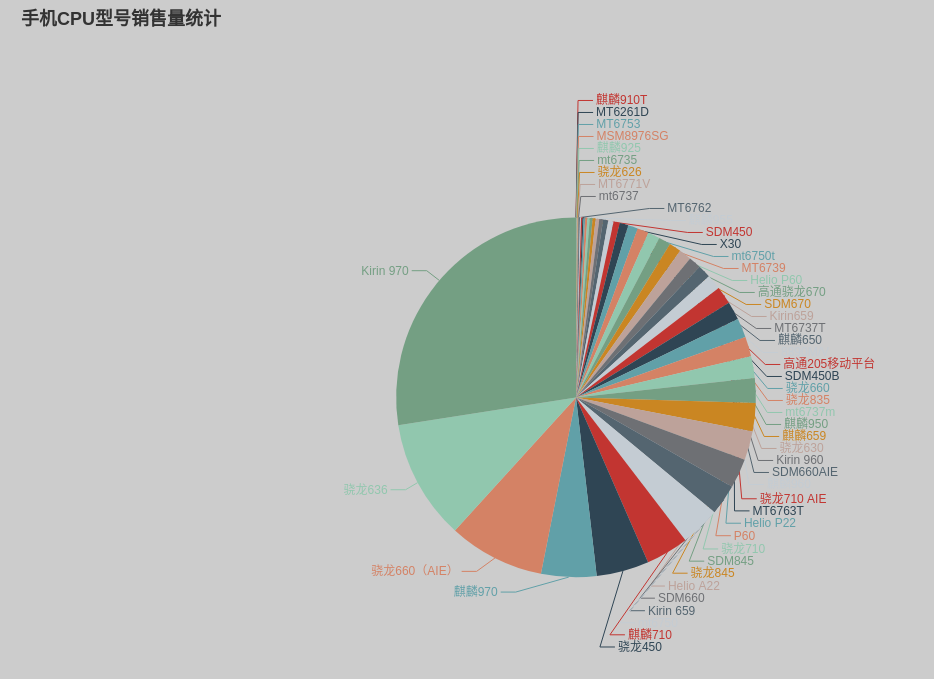 手机CPU型号销售量统计
麒麟910T
MT6261D
MT6753
MSM8976SG
麒麟925
mt6735
骁龙626
MT6771V
mt6737
MT6762
SDM450
X30
mt6750t
MT6739
Helio P60
高通骁龙670
SDM670
Kirin659
MT6737T
麒麟650
高通205移动平台
SDM450B
骁龙660
骁龙835
mt6737m
麒麟950
麒麟659
骁龙630
Kirin 960
SDM660AIE
骁龙710 AIE
MT6763T
Helio P22
P60
骁龙710
SDM845
骁龙845
Helio A22
SDM660
Kirin 659
麒麟710
骁龙450
麒麟970
骁龙660（AIE）
骁龙636
Kirin 970